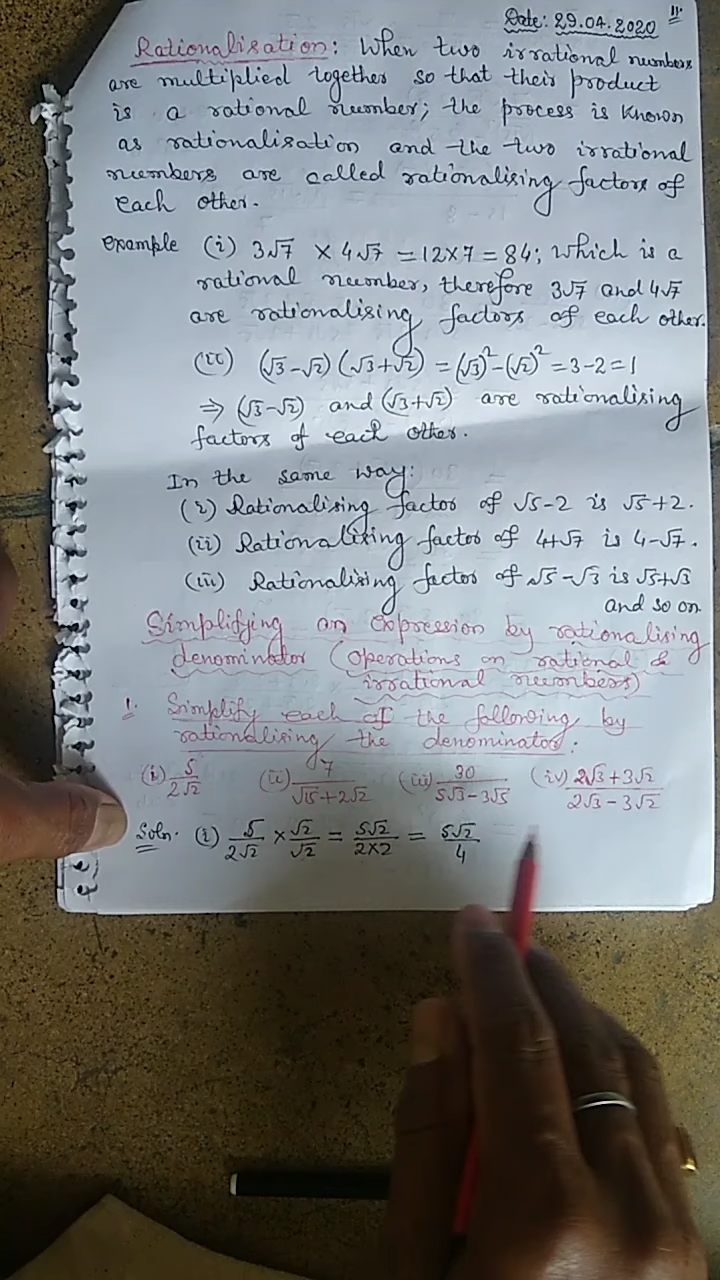 Date: 29.04.2020
Rationalisation: When two irrational numbers
are multiplied together so that their product
is a rational number; the process is known
as rationalisation and the two irrational
numbers are called rationalising factors of
each other.
example (i) 3√7 × 4√7 = 12×7 = 84; which is a
rational number, therefore 3√7 and 4√7
are rationalising factors of each other.
(ii) (√3-√2) (√3+√2) = (√3)² - (√2)² = 3-2 = 1
⇒ (√3-√2) and (√3+√2) are rationalising
factors of each other.
In the same way:
(i) Rationalising factor of √5-2 is √5+2.
(ii) Rationalising factor of 4+√7 is 4-√7.
(iii) Rationalising factor of √5-√3 is √5+√3
and so on
Simplifying an expression by rationalising
denominator (operations on rational &
irrational numbers)
1. Simplify each of the following by
rationalising the denominator:
(i) 5/2√2 (ii) 7/√15+2√2 (iii) 30/5√3-3√5 (iv) 2√3+3√2/2√3-3√2
Soln. (i) 5/2√2 × √2/√2 = 5√2/2×2 = 5√2/4